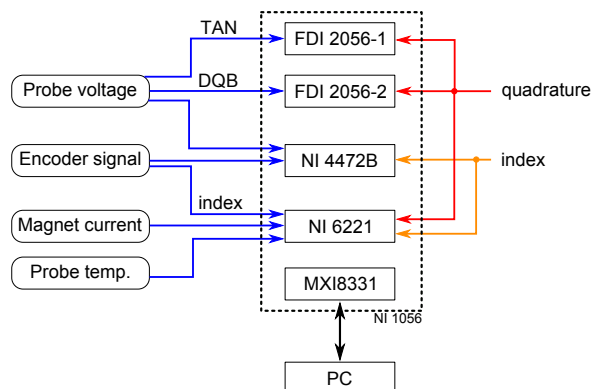 TAN
FDI 2056-1
Probe voltage
DQB
FDI 2056-2
quadrature
Encoder signal
NI 4472B
index
index
Magnet current
NI 6221
Probe temp.
MXI8331
NI 1056
PC